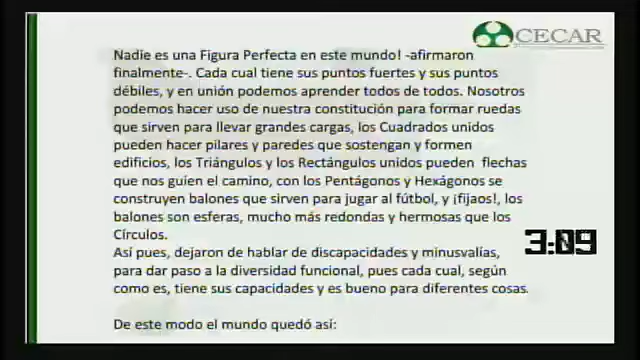 CECAR
Nadie es una Figura Perfecta en este mundo! -afirmaron
finalmente-. Cada cual tiene sus puntos fuertes y sus puntos
débiles, y en unión podemos aprender todos de todos. Nosotros
podemos hacer uso de nuestra constitución para formar ruedas
que sirven para llevar grandes cargas, los Cuadrados unidos
pueden hacer pilares y paredes que sostengan y formen
edificios, los Triángulos y los Rectángulos unidos pueden flechas
que nos guíen el camino, con los Pentágonos y Hexágonos se
construyen balones que sirven para jugar al fútbol, y ¡fijaos!, los
balones son esferas, mucho más redondas y hermosas que los
Círculos.
3:09
Así pues, dejaron de hablar de discapacidades y minusvalías,
para dar paso a la diversidad funcional, pues cada cual, según
como es, tiene sus capacidades y es bueno para diferentes cosas.
De este modo el mundo quedó así: